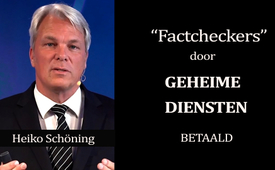 “Factcheckers”
door
GEHEIME
DIENSTEN
BETAALD
Heiko Schöning